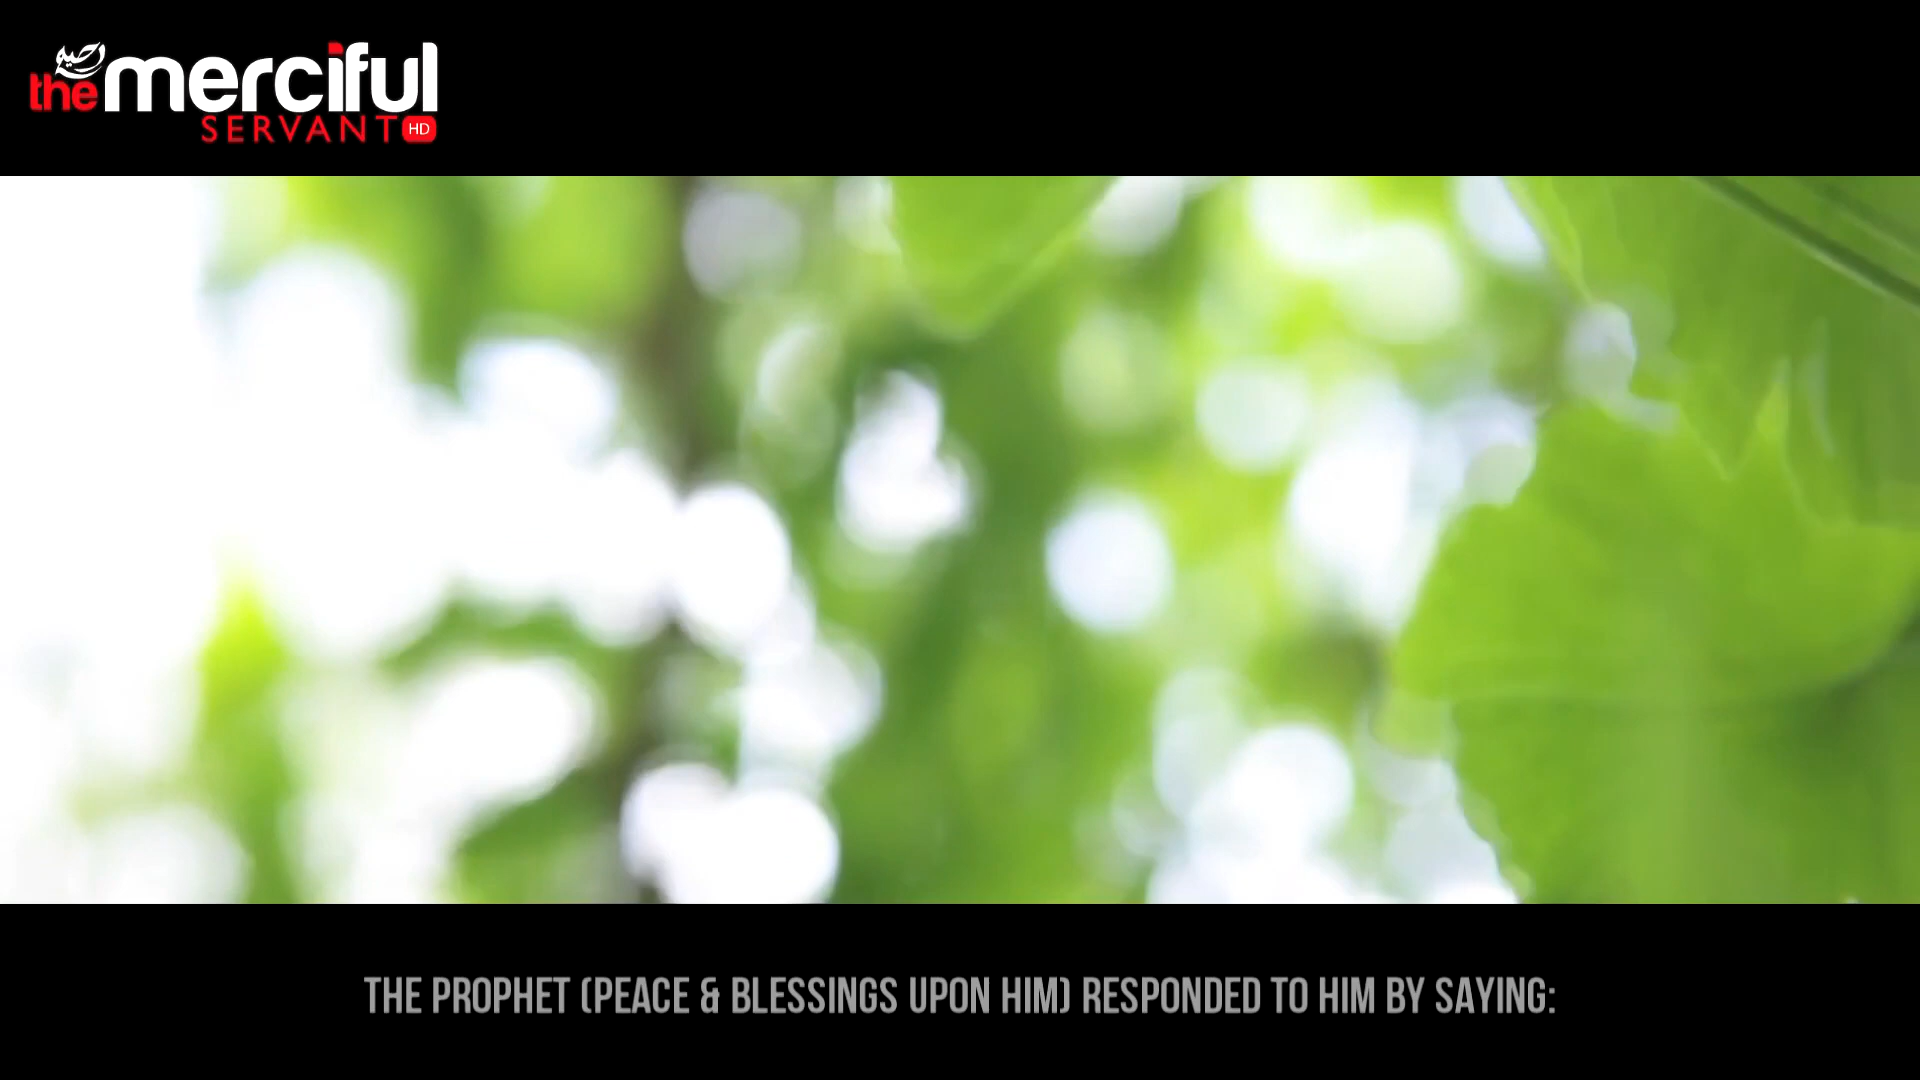 the merciful
SERVANT HD
THE PROPHET (PEACE & BLESSINGS UPON HIM) RESPONDED TO HIM BY SAYING: